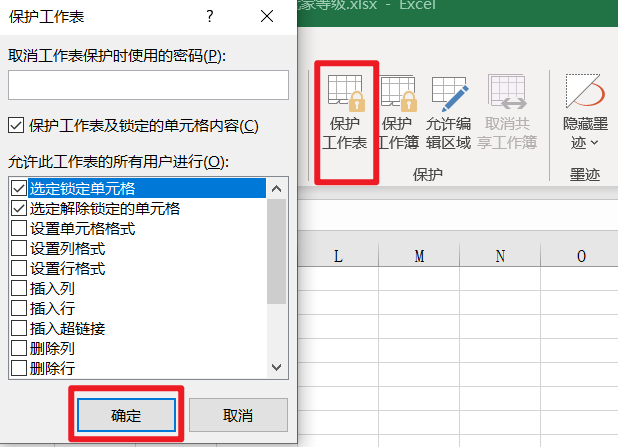 家等级.xlsx - Excel
保护工作表
?
取消工作表保护时使用的密码(P):
保护工作表及锁定的单元格内容(C)
允许此工作表的所有用户进行(O):
选定锁定单元格
选定解除锁定的单元格
设置单元格格式
设置列格式
设置行格式
插入列
插入行
插入超链接
删除列
删除行
确定
取消
保护
工作表
保护
工作簿
允许编
辑区域
取消共
享工作簿
保护
隐藏墨
迹
墨迹
L
M
N
O